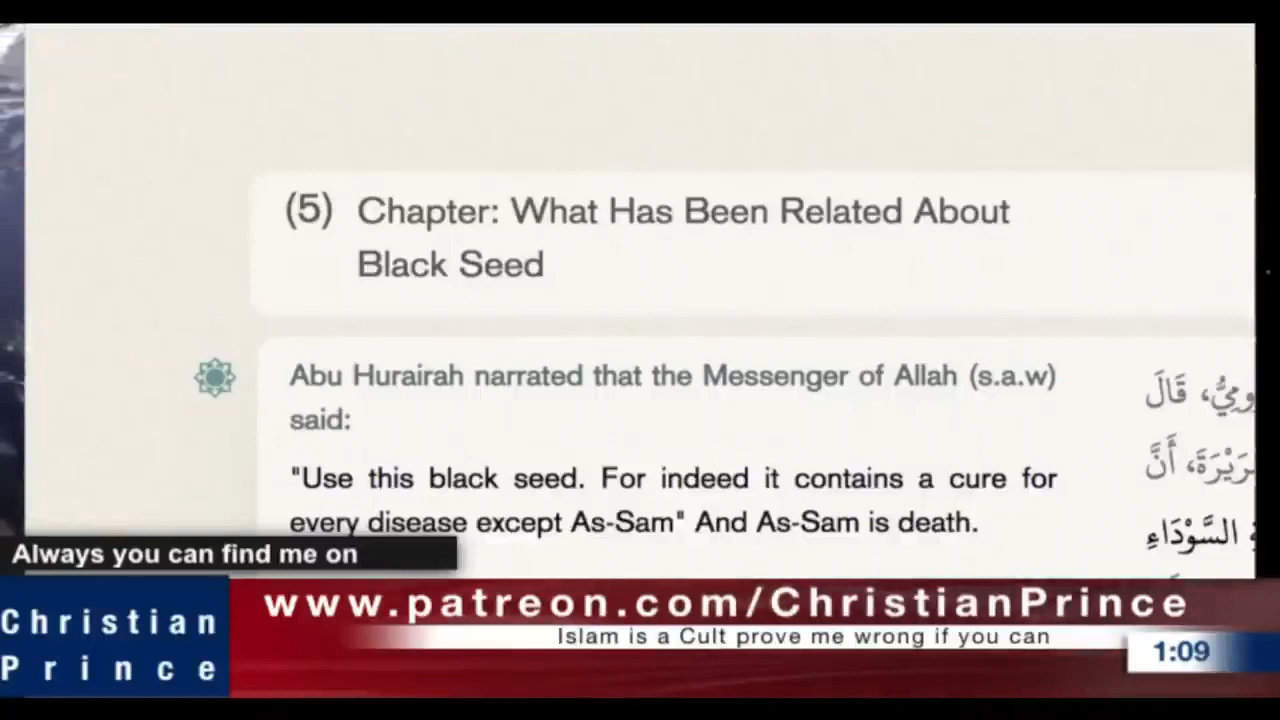 (5) Chapter: What Has Been Related About
Black Seed
Abu Hurairah narrated that the Messenger of Allah (s.a.w)
said:
"Use this black seed. For indeed it contains a cure for
every disease except As-Sam" And As-Sam is death.
قَالَ
أَنَّ
السَّوْدَاءِ
Always you can find me on
Christian
Prince
www.patreon.com/ChristianPrince
Islam is a Cult prove me wrong if you can
1:09